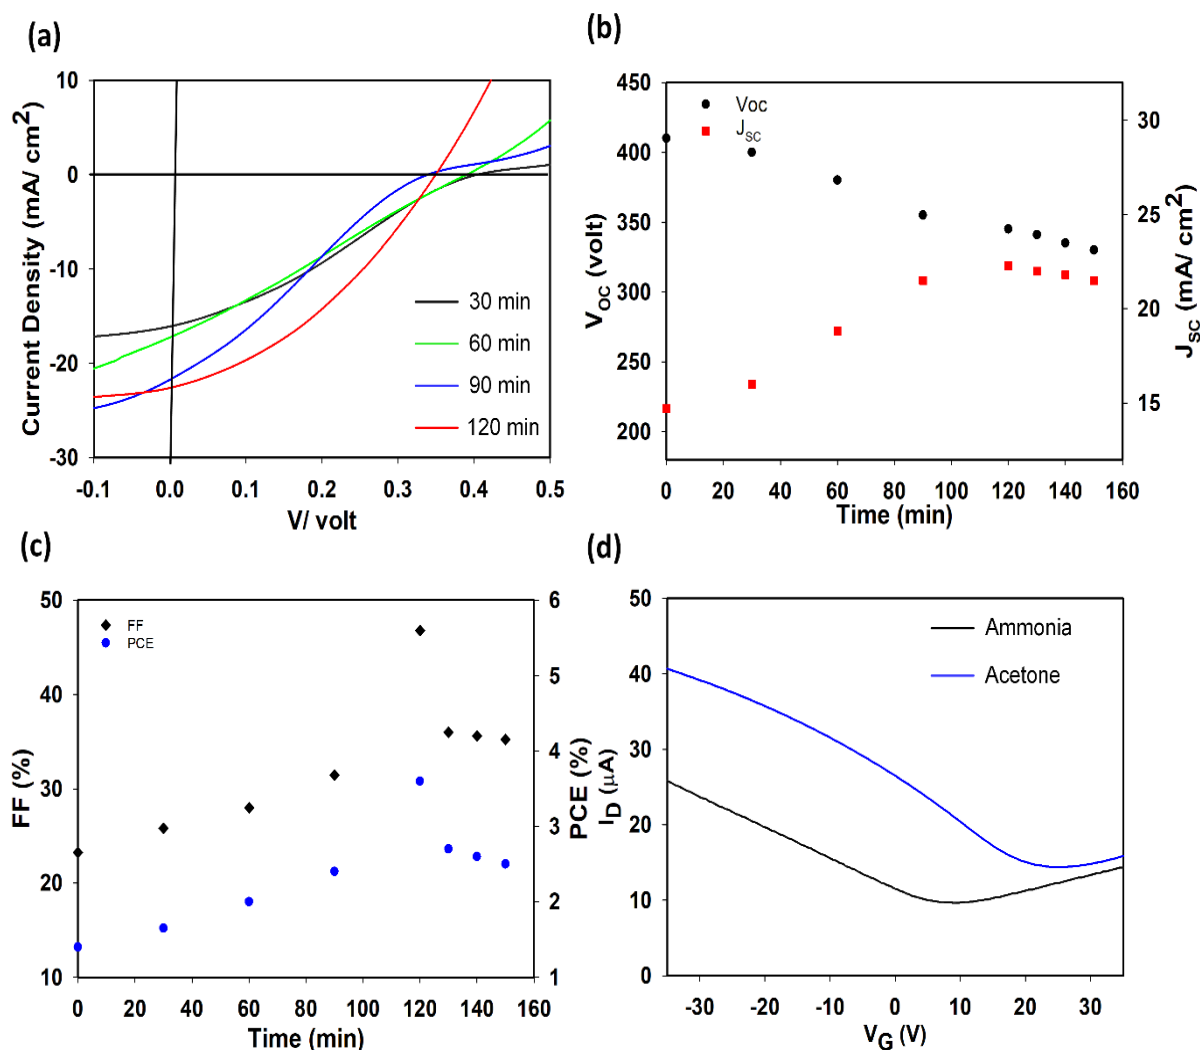 (a)
10
0
-10
-20
-30
Current Density (mA/ cm²)
-0.1 0.0 0.1 0.2 0.3 0.4 0.5
V/ volt
30 min
60 min
90 min
120 min
(b)
450
400
350
300
250
200
V_OC (volt)
30
25
20
15
J_SC (mA/ cm²)
Voc
J_SC
0 20 40 60 80 100 120 140 160
Time (min)
(c)
50
40
30
20
10
FF (%)
6
5
4
3
2
1
PCE (%)
FF
PCE
0 20 40 60 80 100 120 140 160
Time (min)
(d)
50
40
30
20
10
0
I_D (μA)
Ammonia
Acetone
-30 -20 -10 0 10 20 30
V_G (V)